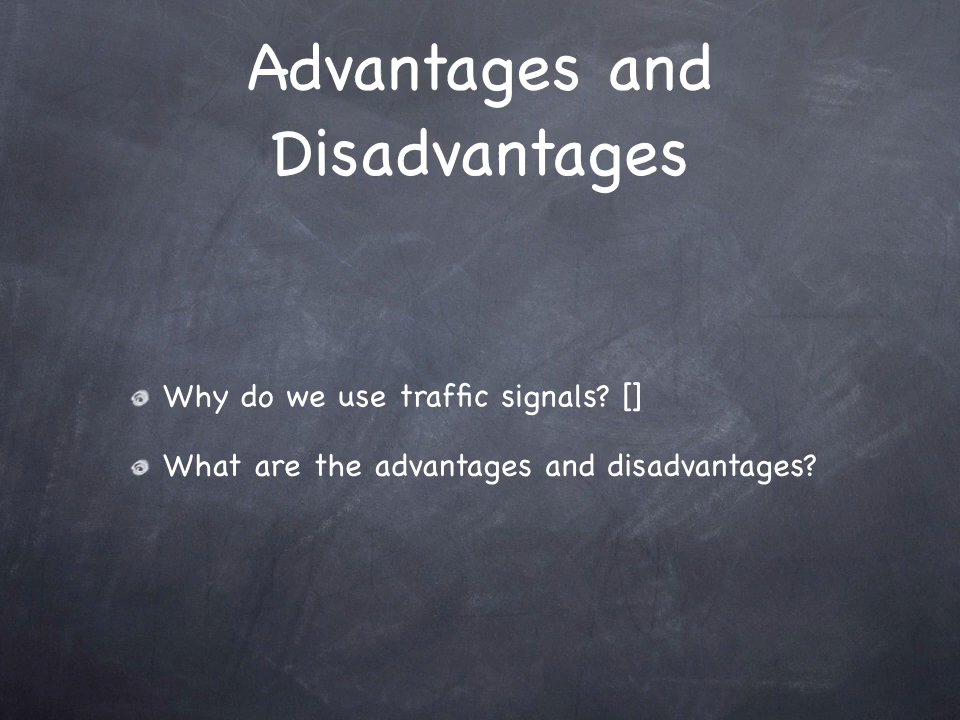 Advantages and
Disadvantages
Why do we use traffic signals? []
What are the advantages and disadvantages?